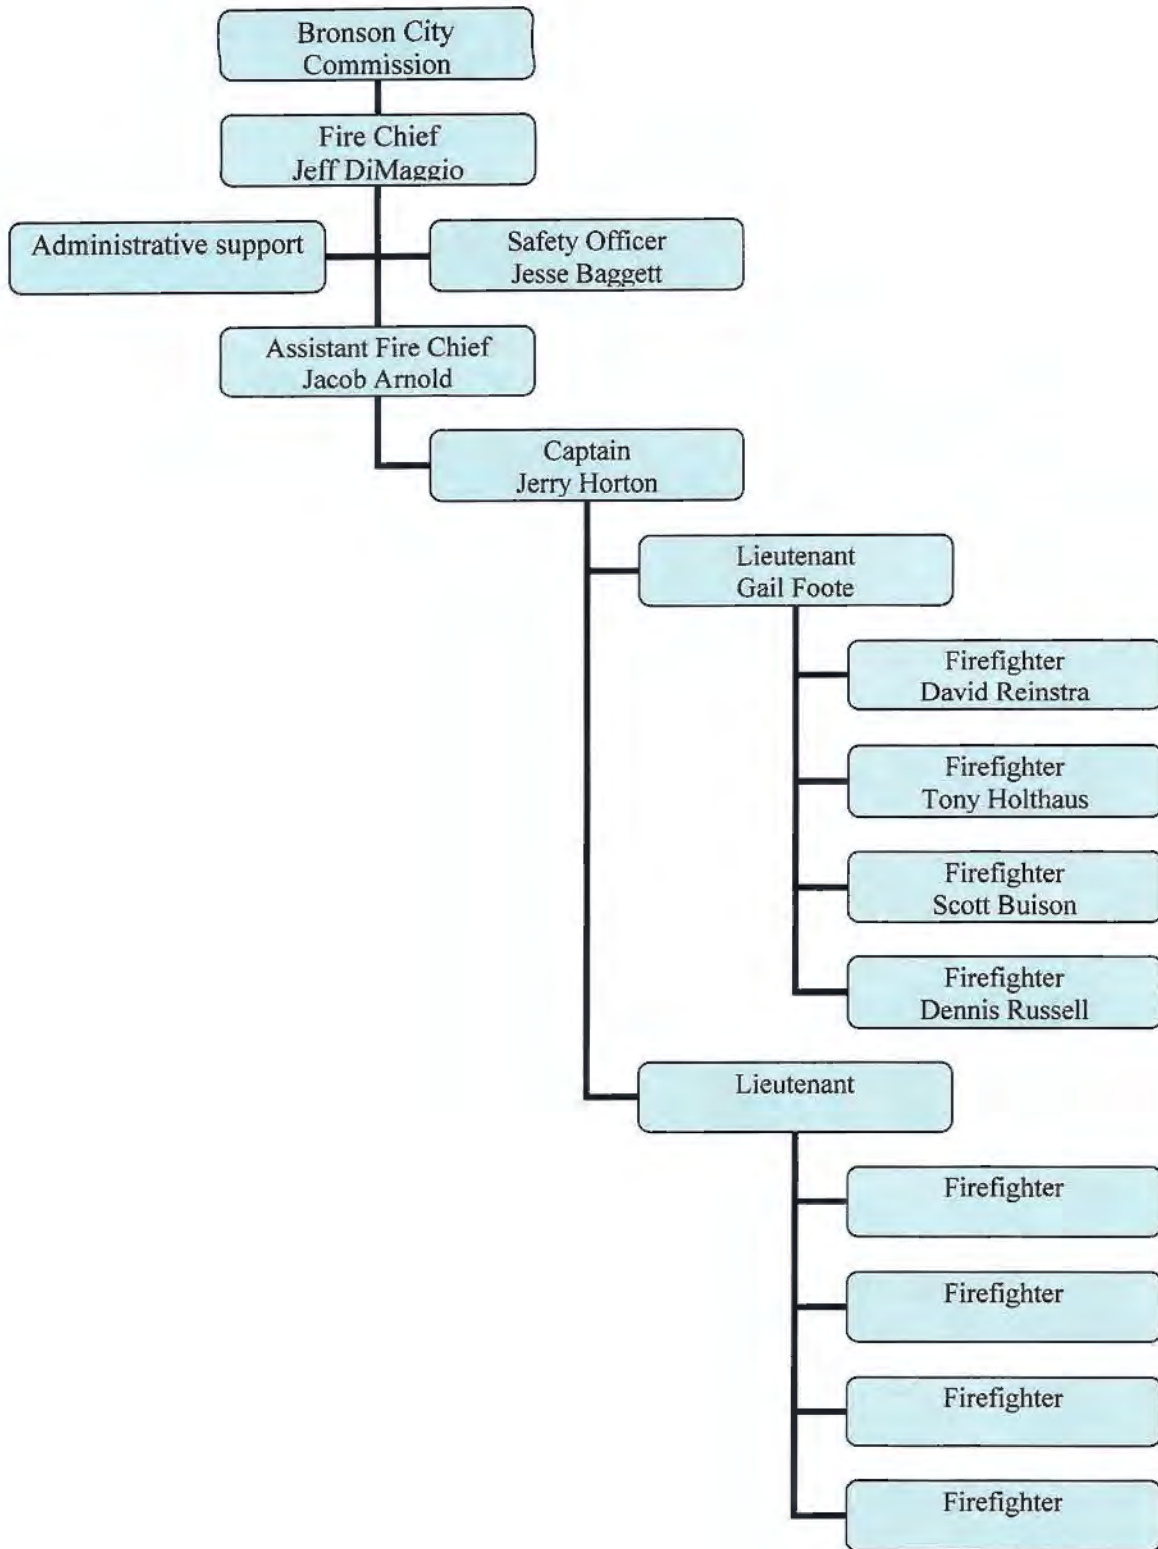 Bronson City
Commission
Fire Chief
Jeff DiMaggio
Administrative support
Safety Officer
Jesse Baggett
Assistant Fire Chief
Jacob Arnold
Captain
Jerry Horton
Lieutenant
Gail Foote
Firefighter
David Reinstra
Firefighter
Tony Holthaus
Firefighter
Scott Buison
Firefighter
Dennis Russell
Lieutenant
Firefighter
Firefighter
Firefighter
Firefighter